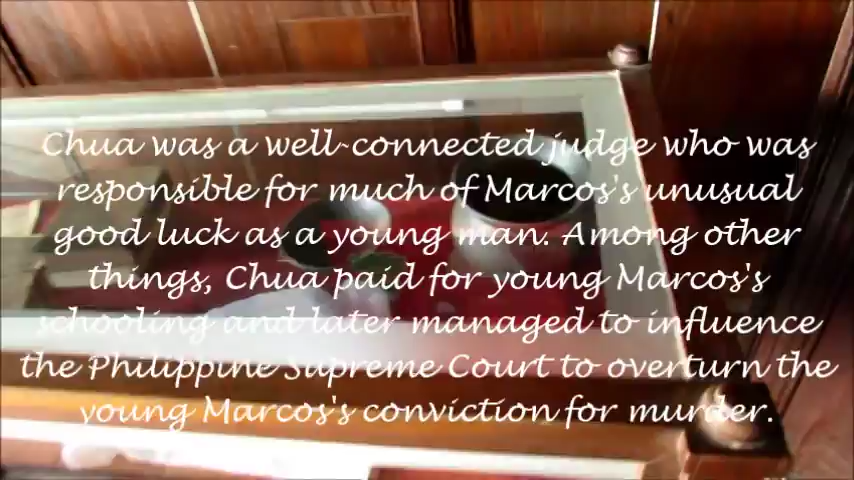 Chua was a well-connected judge who was
responsible for much of Marcos's unusual
good luck as a young man. Among other
things, Chua paid for young Marcos's
schooling and later managed to influence
the Philippine Supreme Court to overturn the
young Marcos's conviction for murder.